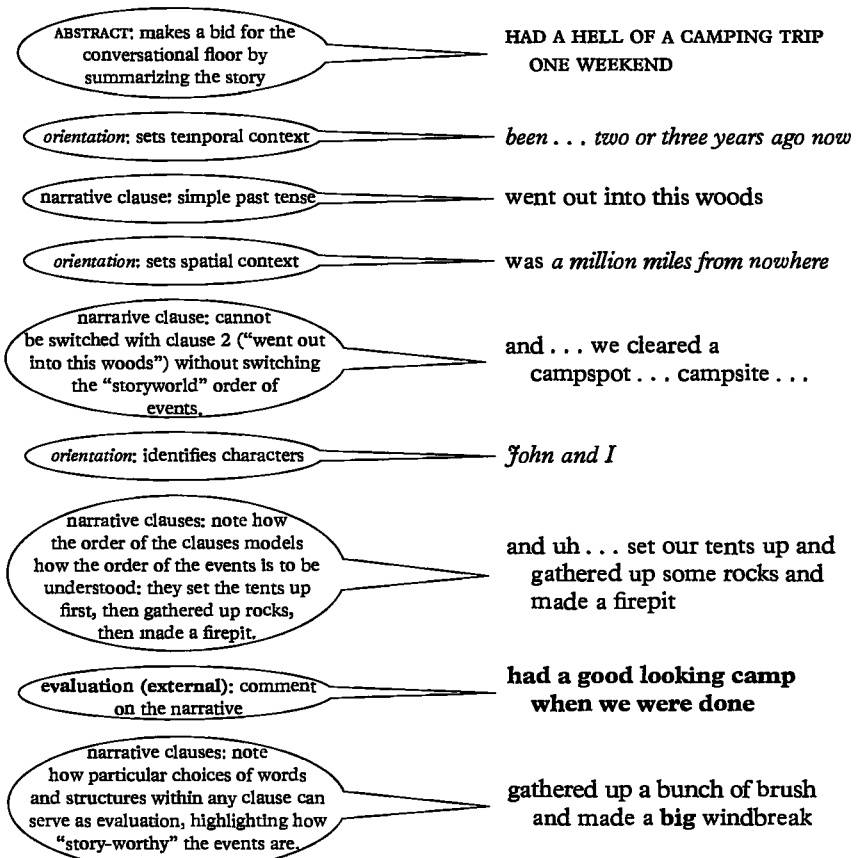 ABSTRACT: makes a bid for the
conversational floor by
summarizing the story
HAD A HELL OF A CAMPING TRIP
ONE WEEKEND
orientation: sets temporal context
been . . . two or three years ago now
narrative clause: simple past tense
went out into this woods
orientation: sets spatial context
was a million miles from nowhere
narrative clause: cannot
be switched with clause 2 (“went out
into this woods”) without switching
the “storyworld” order of
events.
and . . . we cleared a
campspot . . . campsite . . .
orientation: identifies characters
John and I
narrative clauses: note how
the order of the clauses models
how the order of the events is to be
understood: they set the tents up
first, then gathered up rocks,
then made a firepit.
and uh . . . set our tents up and
gathered up some rocks and
made a firepit
evaluation (external): comment
on the narrative
had a good looking camp
when we were done
narrative clauses: note
how particular choices of words
and structures within any clause can
serve as evaluation, highlighting how
“story-worthy” the events are.
gathered up a bunch of brush
and made a big windbreak